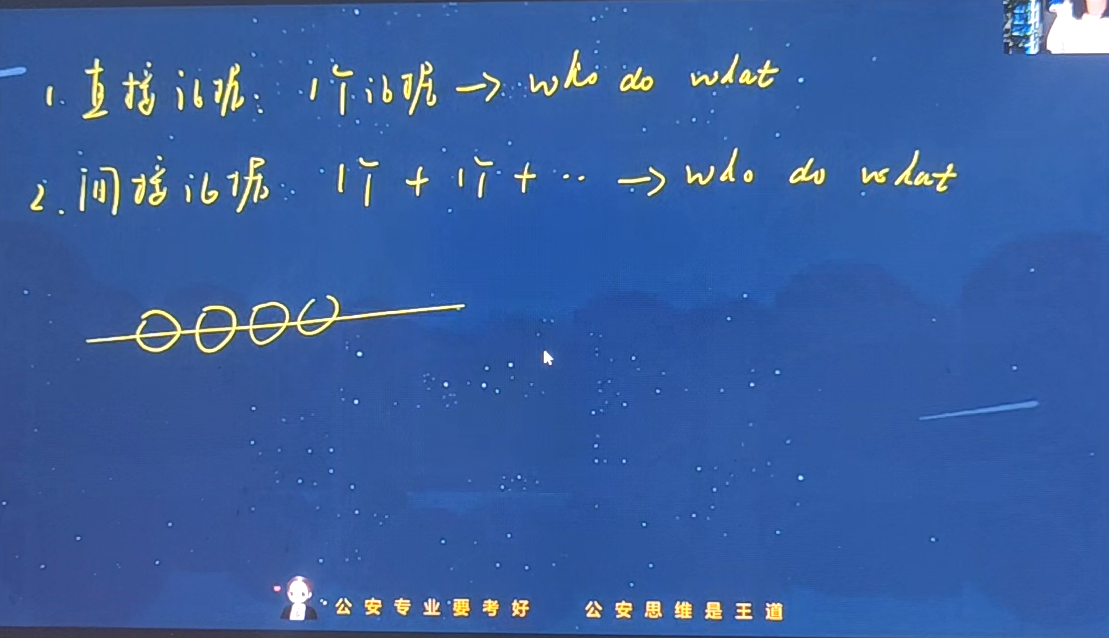 1. 直接证据: 1个证据 → who do what.
2. 间接证据: 1个 + 1个 + ·· → who do what
公安专业要考好 公安思维是王道